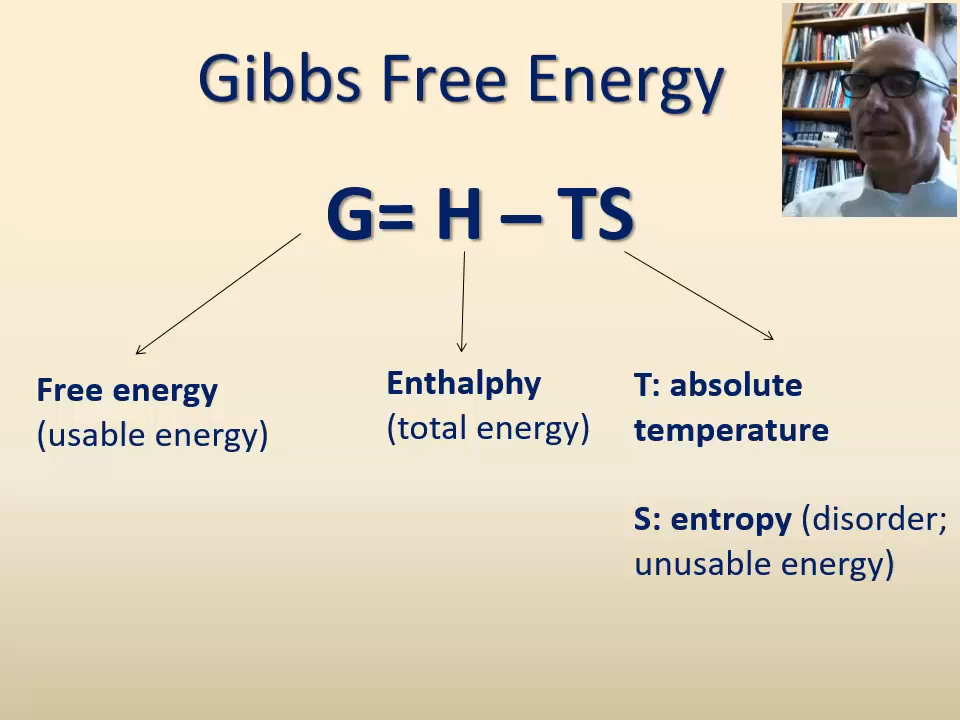 Gibbs Free Energy
G= H – TS
Free energy
(usable energy)
Enthalphy
(total energy)
T: absolute
temperature
S: entropy (disorder;
unusable energy)